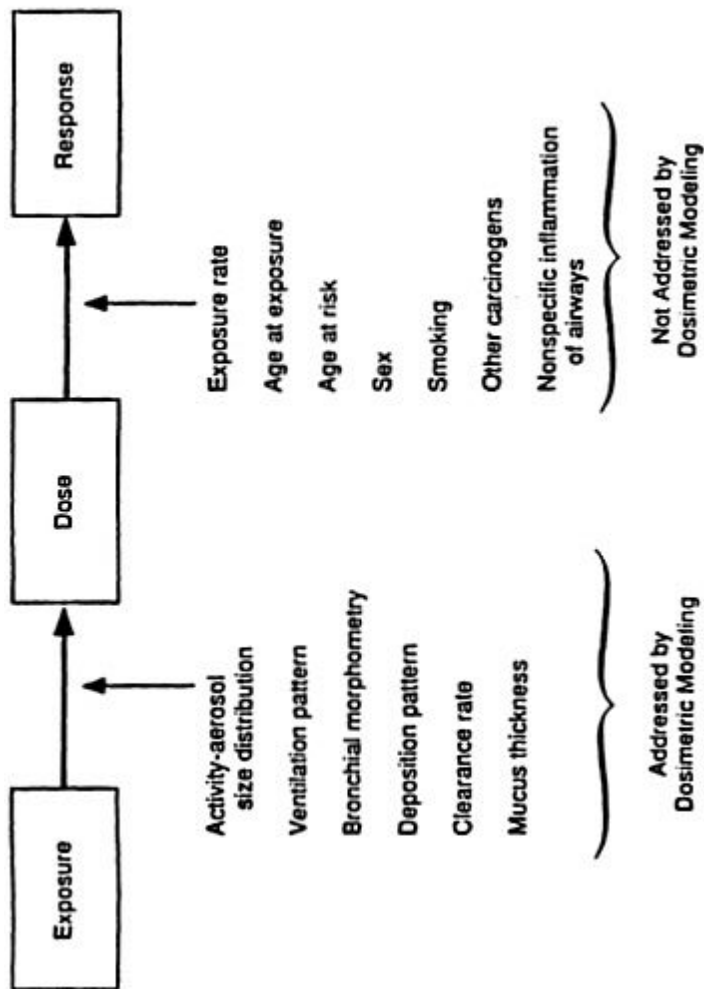 Exposure
Dose
Response
Activity-aerosol
size distribution
Ventilation pattern
Bronchial morphometry
Deposition pattern
Clearance rate
Mucus thickness
Addressed by
Dosimetric Modeling
Exposure rate
Age at exposure
Age at risk
Sex
Smoking
Other carcinogens
Nonspecific inflammation
of airways
Not Addressed by
Dosimetric Modeling